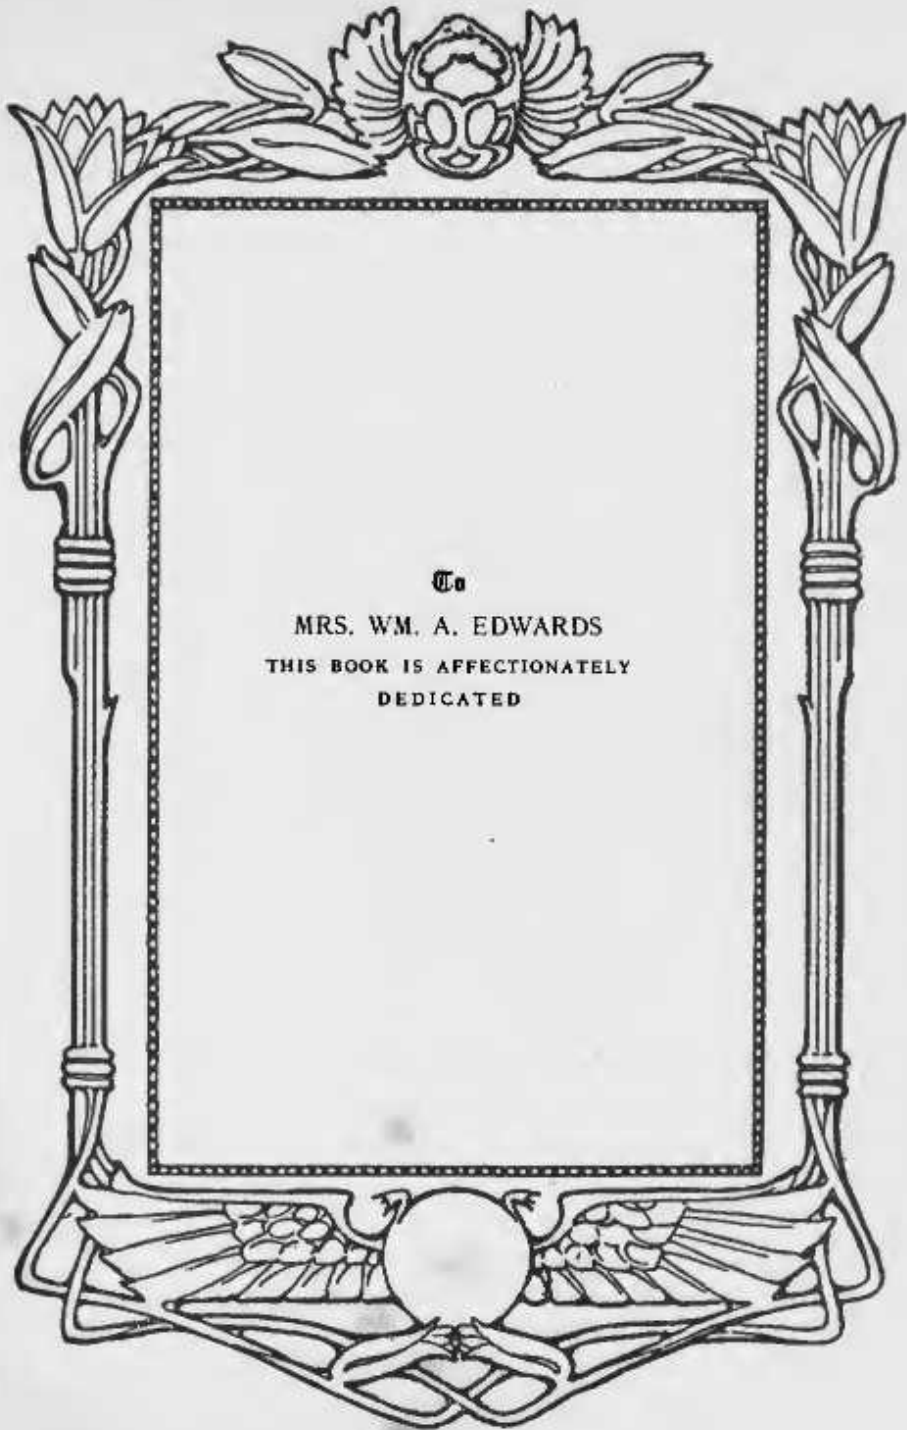 To
MRS. WM. A. EDWARDS
THIS BOOK IS AFFECTIONATELY
DEDICATED